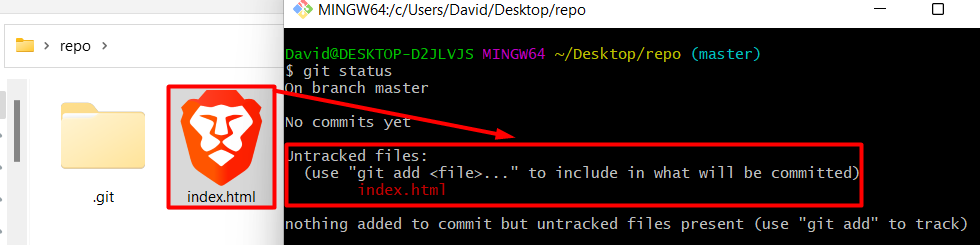 repo
.git
index.html
MINGW64:/c/Users/David/Desktop/repo
David@DESKTOP-D2JLVJS MINGW64 ~/Desktop/repo (master)
$ git status
On branch master
No commits yet
Untracked files:
(use "git add <file>..." to include in what will be committed)
index.html
nothing added to commit but untracked files present (use "git add" to track)